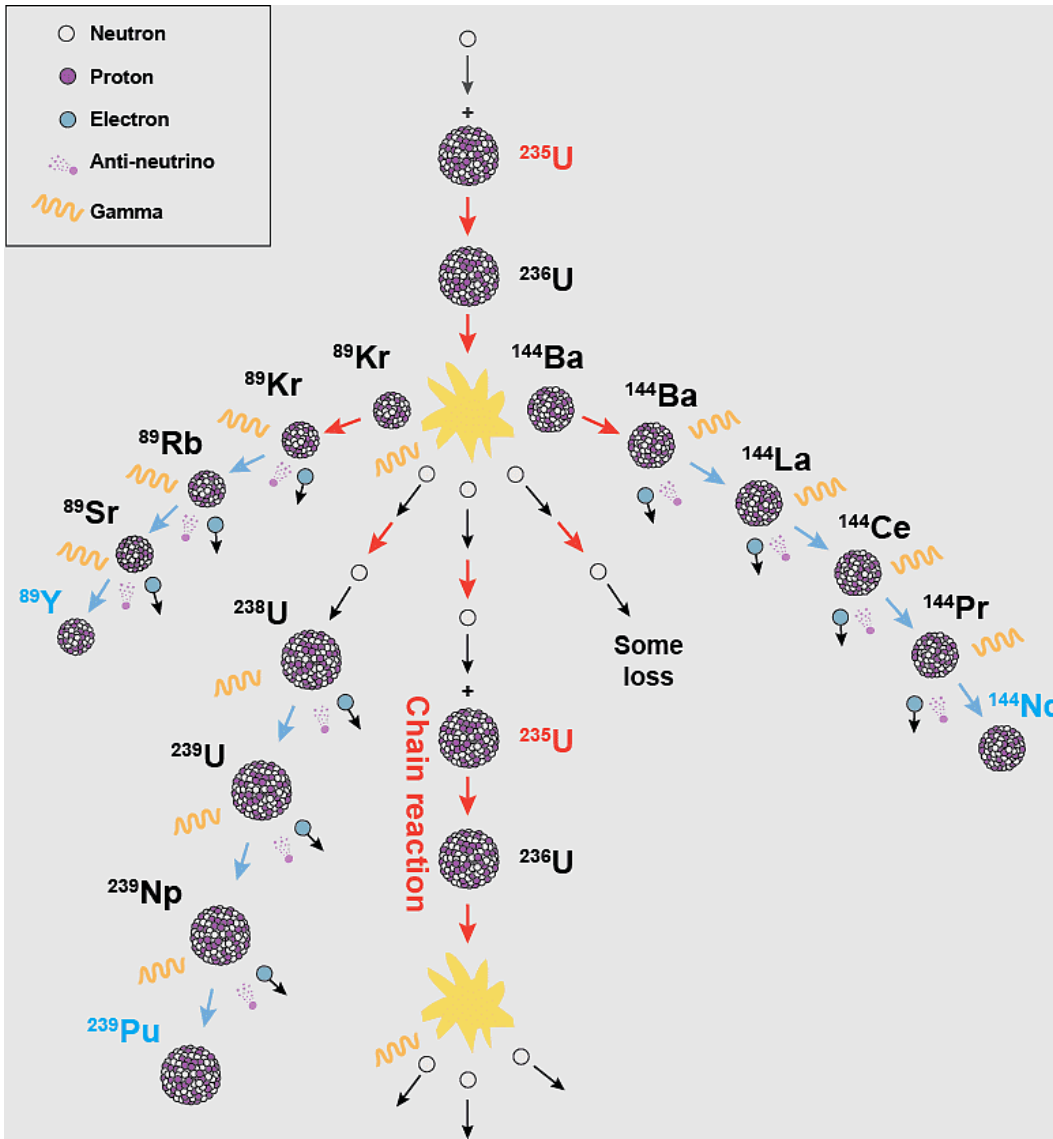 Neutron
Proton
Electron
Anti-neutrino
Gamma
+
²³⁵U
²³⁶U
⁸⁹Kr
¹⁴⁴Ba
⁸⁹Kr
¹⁴⁴Ba
⁸⁹Rb
¹⁴⁴La
⁸⁹Sr
¹⁴⁴Ce
⁸⁹Y
²³⁸U
¹⁴⁴Pr
Some
loss
¹⁴⁴Nd
+
²³⁵U
Chain reaction
²³⁹U
²³⁶U
²³⁹Np
²³⁹Pu